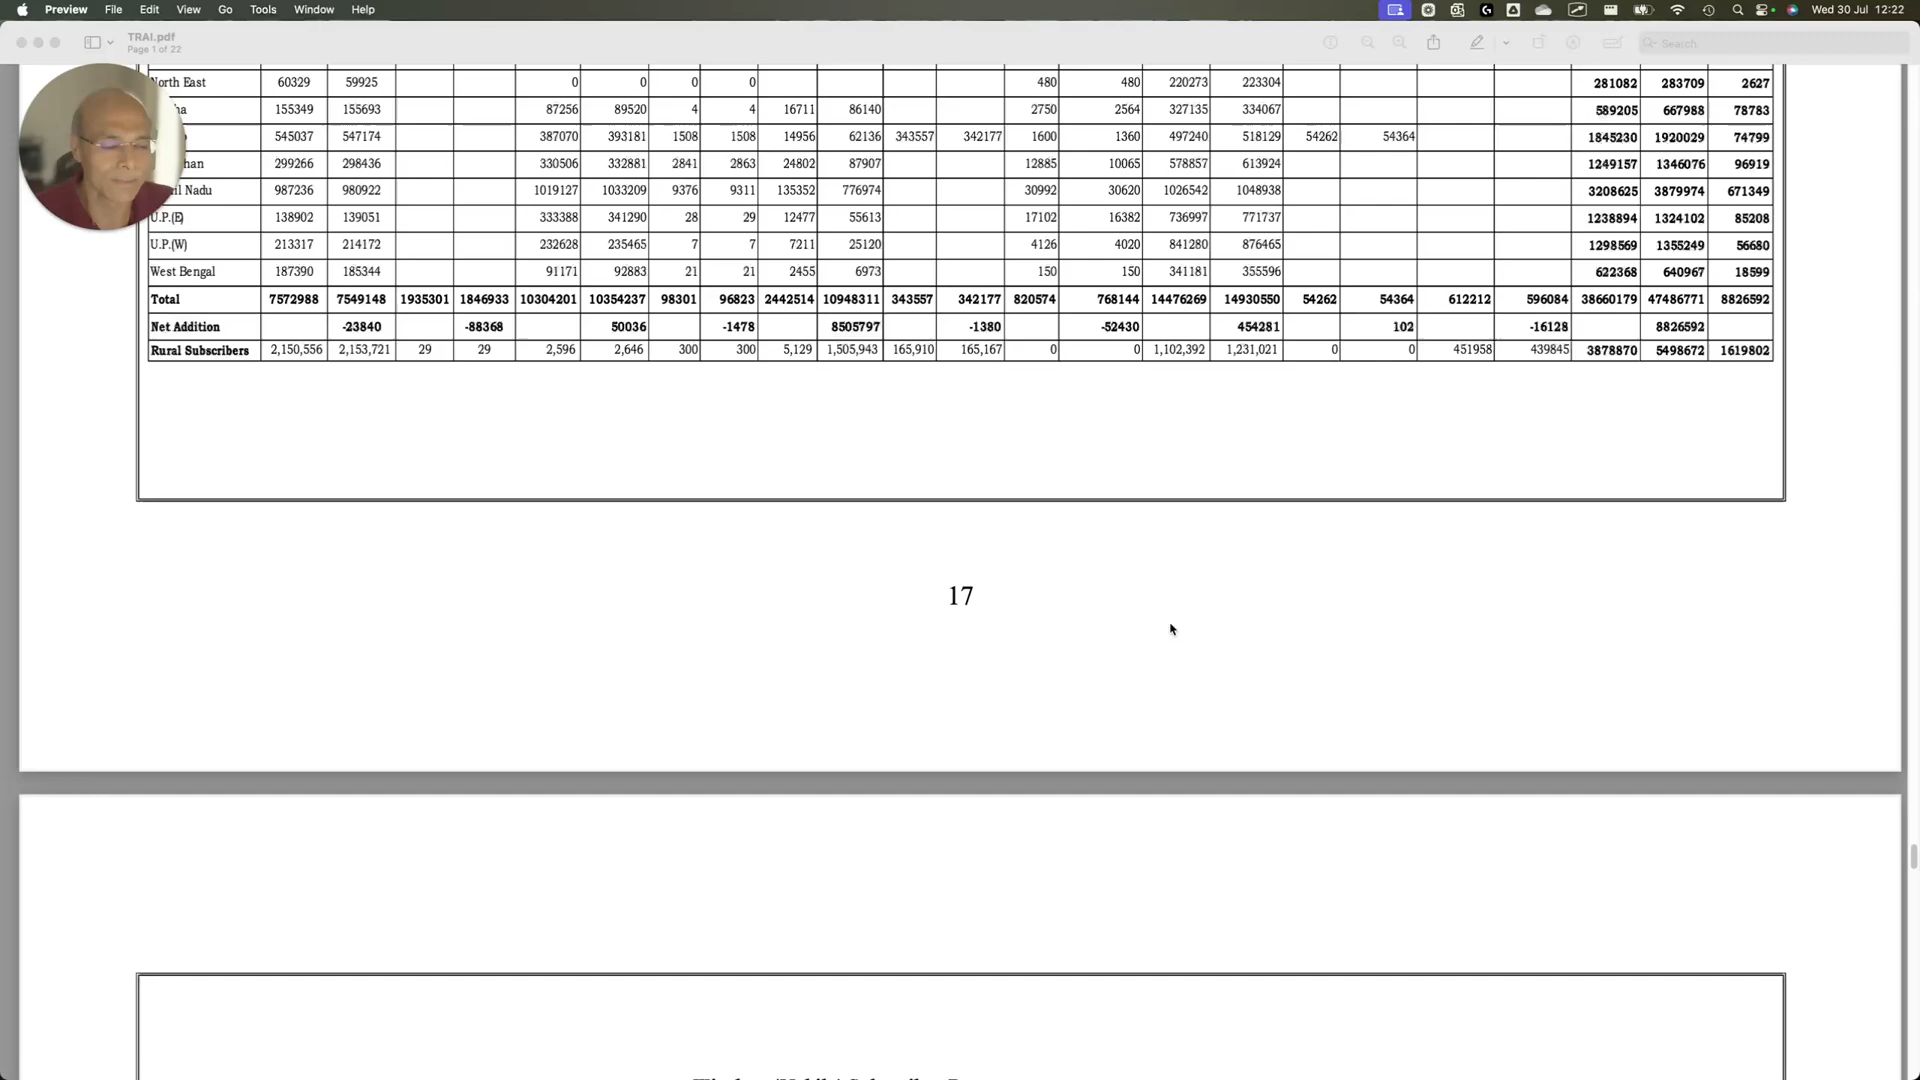 Preview File Edit View Go Tools Window Help Wed 30 Jul 12:22
TRAI.pdf
Page 1 of 22
Search
North East 60329 59925 0 0 0 0 480 480 220273 223304 281082 283709 2627
ha 155349 155693 87256 89520 4 4 16711 86140 2750 2564 327135 334067 589205 667988 78783
545037 547174 387070 393181 1508 1508 14956 62136 343557 342177 1600 1360 497240 518129 54262 54364 1845230 1920029 74799
han 299266 298436 330506 332881 2841 2863 24802 87907 12885 10065 578857 613924 1249157 1346076 96919
il Nadu 987236 980922 1019127 1033209 9376 9311 135352 776974 30992 30620 1026542 1048938 3208625 3879974 671349
U.P.(E) 138902 139051 333388 341290 28 29 12477 55613 17102 16382 736997 771737 1238894 1324102 85208
U.P.(W) 213317 214172 232628 235465 7 7 7211 25120 4126 4020 841280 876465 1298569 1355249 56680
West Bengal 187390 185344 91171 92883 21 21 2455 6973 150 150 341181 355596 622368 640967 18599
Total 7572988 7549148 1935301 1846933 10304201 10354237 98301 96823 2442514 10948311 343557 342177 820574 768144 14476269 14930550 54262 54364 612212 596084 38660179 47486771 8826592
Net Addition -23840 -88368 50036 -1478 8505797 -1380 -52430 454281 102 -16128 8826592
Rural Subscribers 2,150,556 2,153,721 29 29 2,596 2,646 300 300 5,129 1,505,943 165,910 165,167 0 0 1,102,392 1,231,021 0 0 451958 439845 3878870 5498672 1619802
17